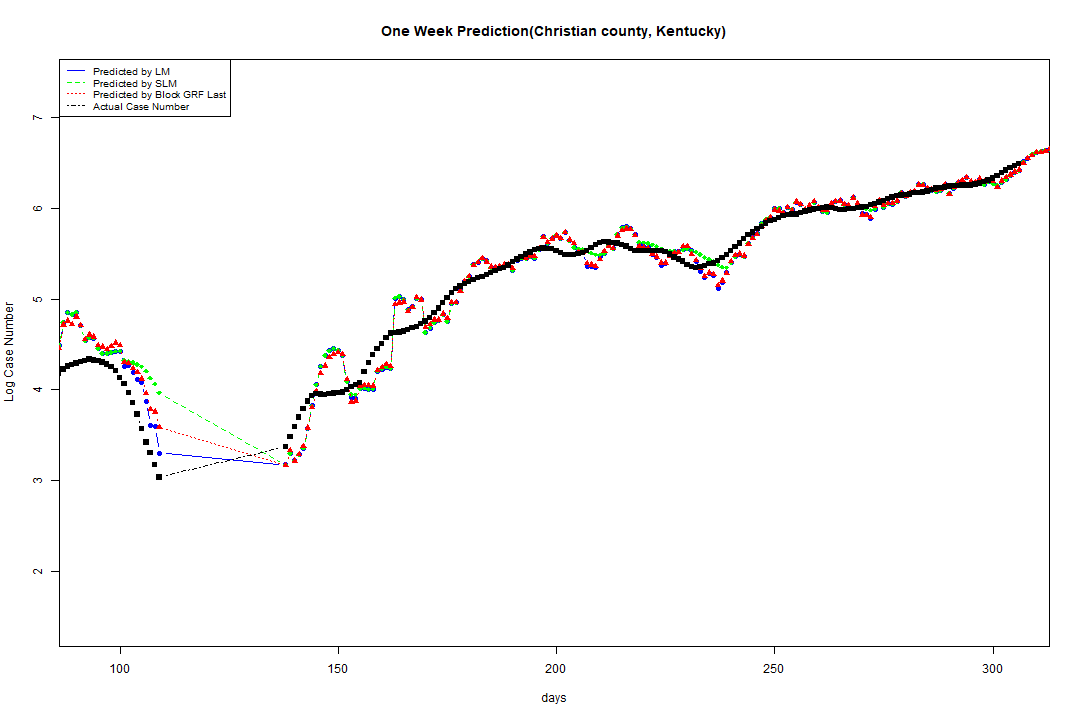 One Week Prediction(Christian county, Kentucky)
Predicted by LM
Predicted by SLM
Predicted by Block GRF Last
Actual Case Number
7
6
5
4
3
2
Log Case Number
100 150 200 250 300
days